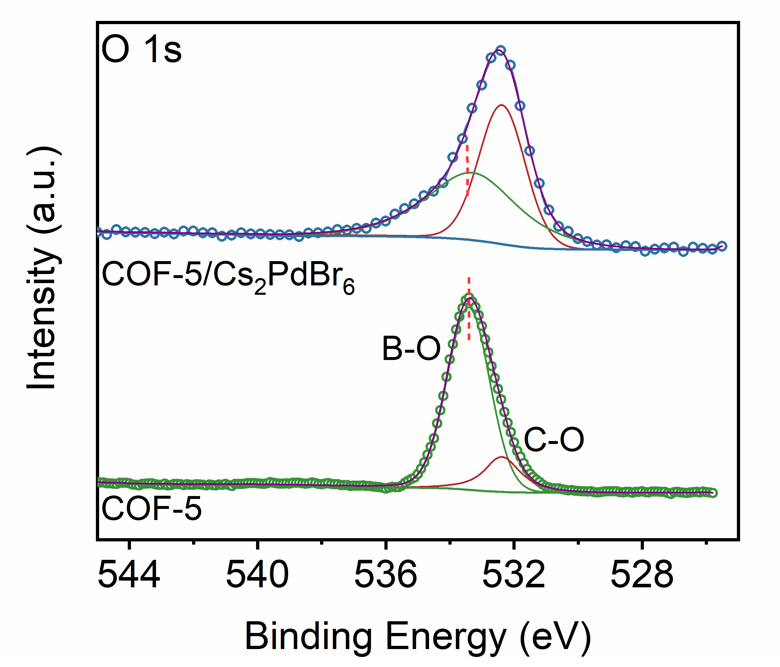 O 1s
COF-5/Cs₂PdBr₆
B-O
C-O
COF-5
Intensity (a.u.)
544 540 536 532 528
Binding Energy (eV)